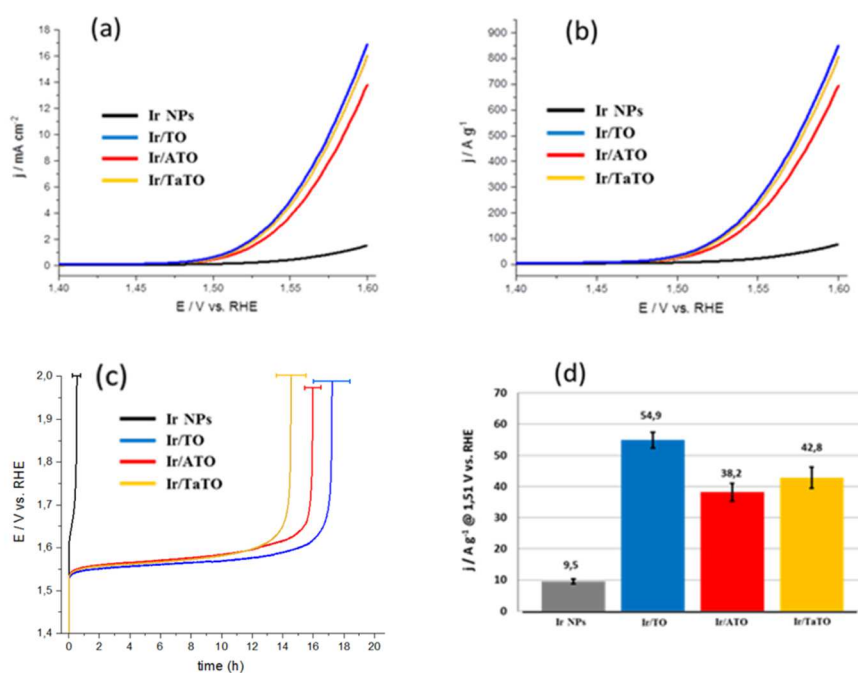 (a)
18
16
14
12
10
8
6
4
2
0
j / mA cm⁻²
Ir NPs
Ir/TO
Ir/ATO
Ir/TaTO
1,40 1,45 1,50 1,55 1,60
E / V vs. RHE
(b)
900
800
700
600
500
400
300
200
100
0
j / A g⁻¹
Ir NPs
Ir/TO
Ir/ATO
Ir/TaTO
1,40 1,45 1,50 1,55 1,60
E / V vs. RHE
(c)
2,0
1,9
1,8
1,7
1,6
1,5
1,4
E / V vs. RHE
Ir NPs
Ir/TO
Ir/ATO
Ir/TaTO
0 2 4 6 8 10 12 14 16 18 20
time (h)
(d)
70
60
50
40
30
20
10
0
j / A g⁻¹ @ 1,51 V vs. RHE
9,5
54,9
38,2
42,8
Ir NPs Ir/TO Ir/ATO Ir/TaTO